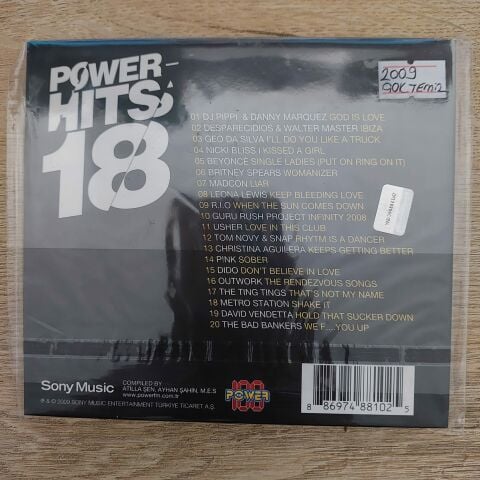 POWER
HITS
18
2009
ÇOK TEMİZ
01 DJ PIPPI & DANNY MARQUEZ GOD IS LOVE
02 DESPARECIDIOS & WALTER MASTER IBIZA
03 GEO DA SILVA I'LL DO YOU LIKE A TRUCK
04 NICKI BLISS I KISSED A GIRL
05 BEYONCÉ SINGLE LADIES (PUT ON RING ON IT)
06 BRITNEY SPEARS WOMANIZER
07 MADCON LIAR
08 LEONA LEWIS KEEP BLEEDING LOVE
09 R.I.O WHEN THE SUN COMES DOWN
10 GURU RUSH PROJECT INFINITY 2008
11 USHER LOVE IN THIS CLUB
12 TOM NOVY & SNAP RHYTM IS A DANCER
13 CHRISTINA AGUILERA KEEPS GETTING BETTER
14 P!NK SOBER
15 DIDO DON'T BELIEVE IN LOVE
16 OUTWORK THE RENDEZVOUS SONGS
17 THE TING TINGS THAT'S NOT MY NAME
18 METRO STATION SHAKE IT
19 DAVID VENDETTA HOLD THAT SUCKER DOWN
20 THE BAD BANKERS WE F....YOU UP
Sony Music
COMPILED BY
ATİLLA ŞEN, AYHAN ŞAHİN, M.E.S
www.powerfm.com.tr
℗ & © 2009 SONY MUSIC ENTERTAINMENT TÜRKİYE TİCARET A.Ş.
100
POWER
8 86974 88102 5